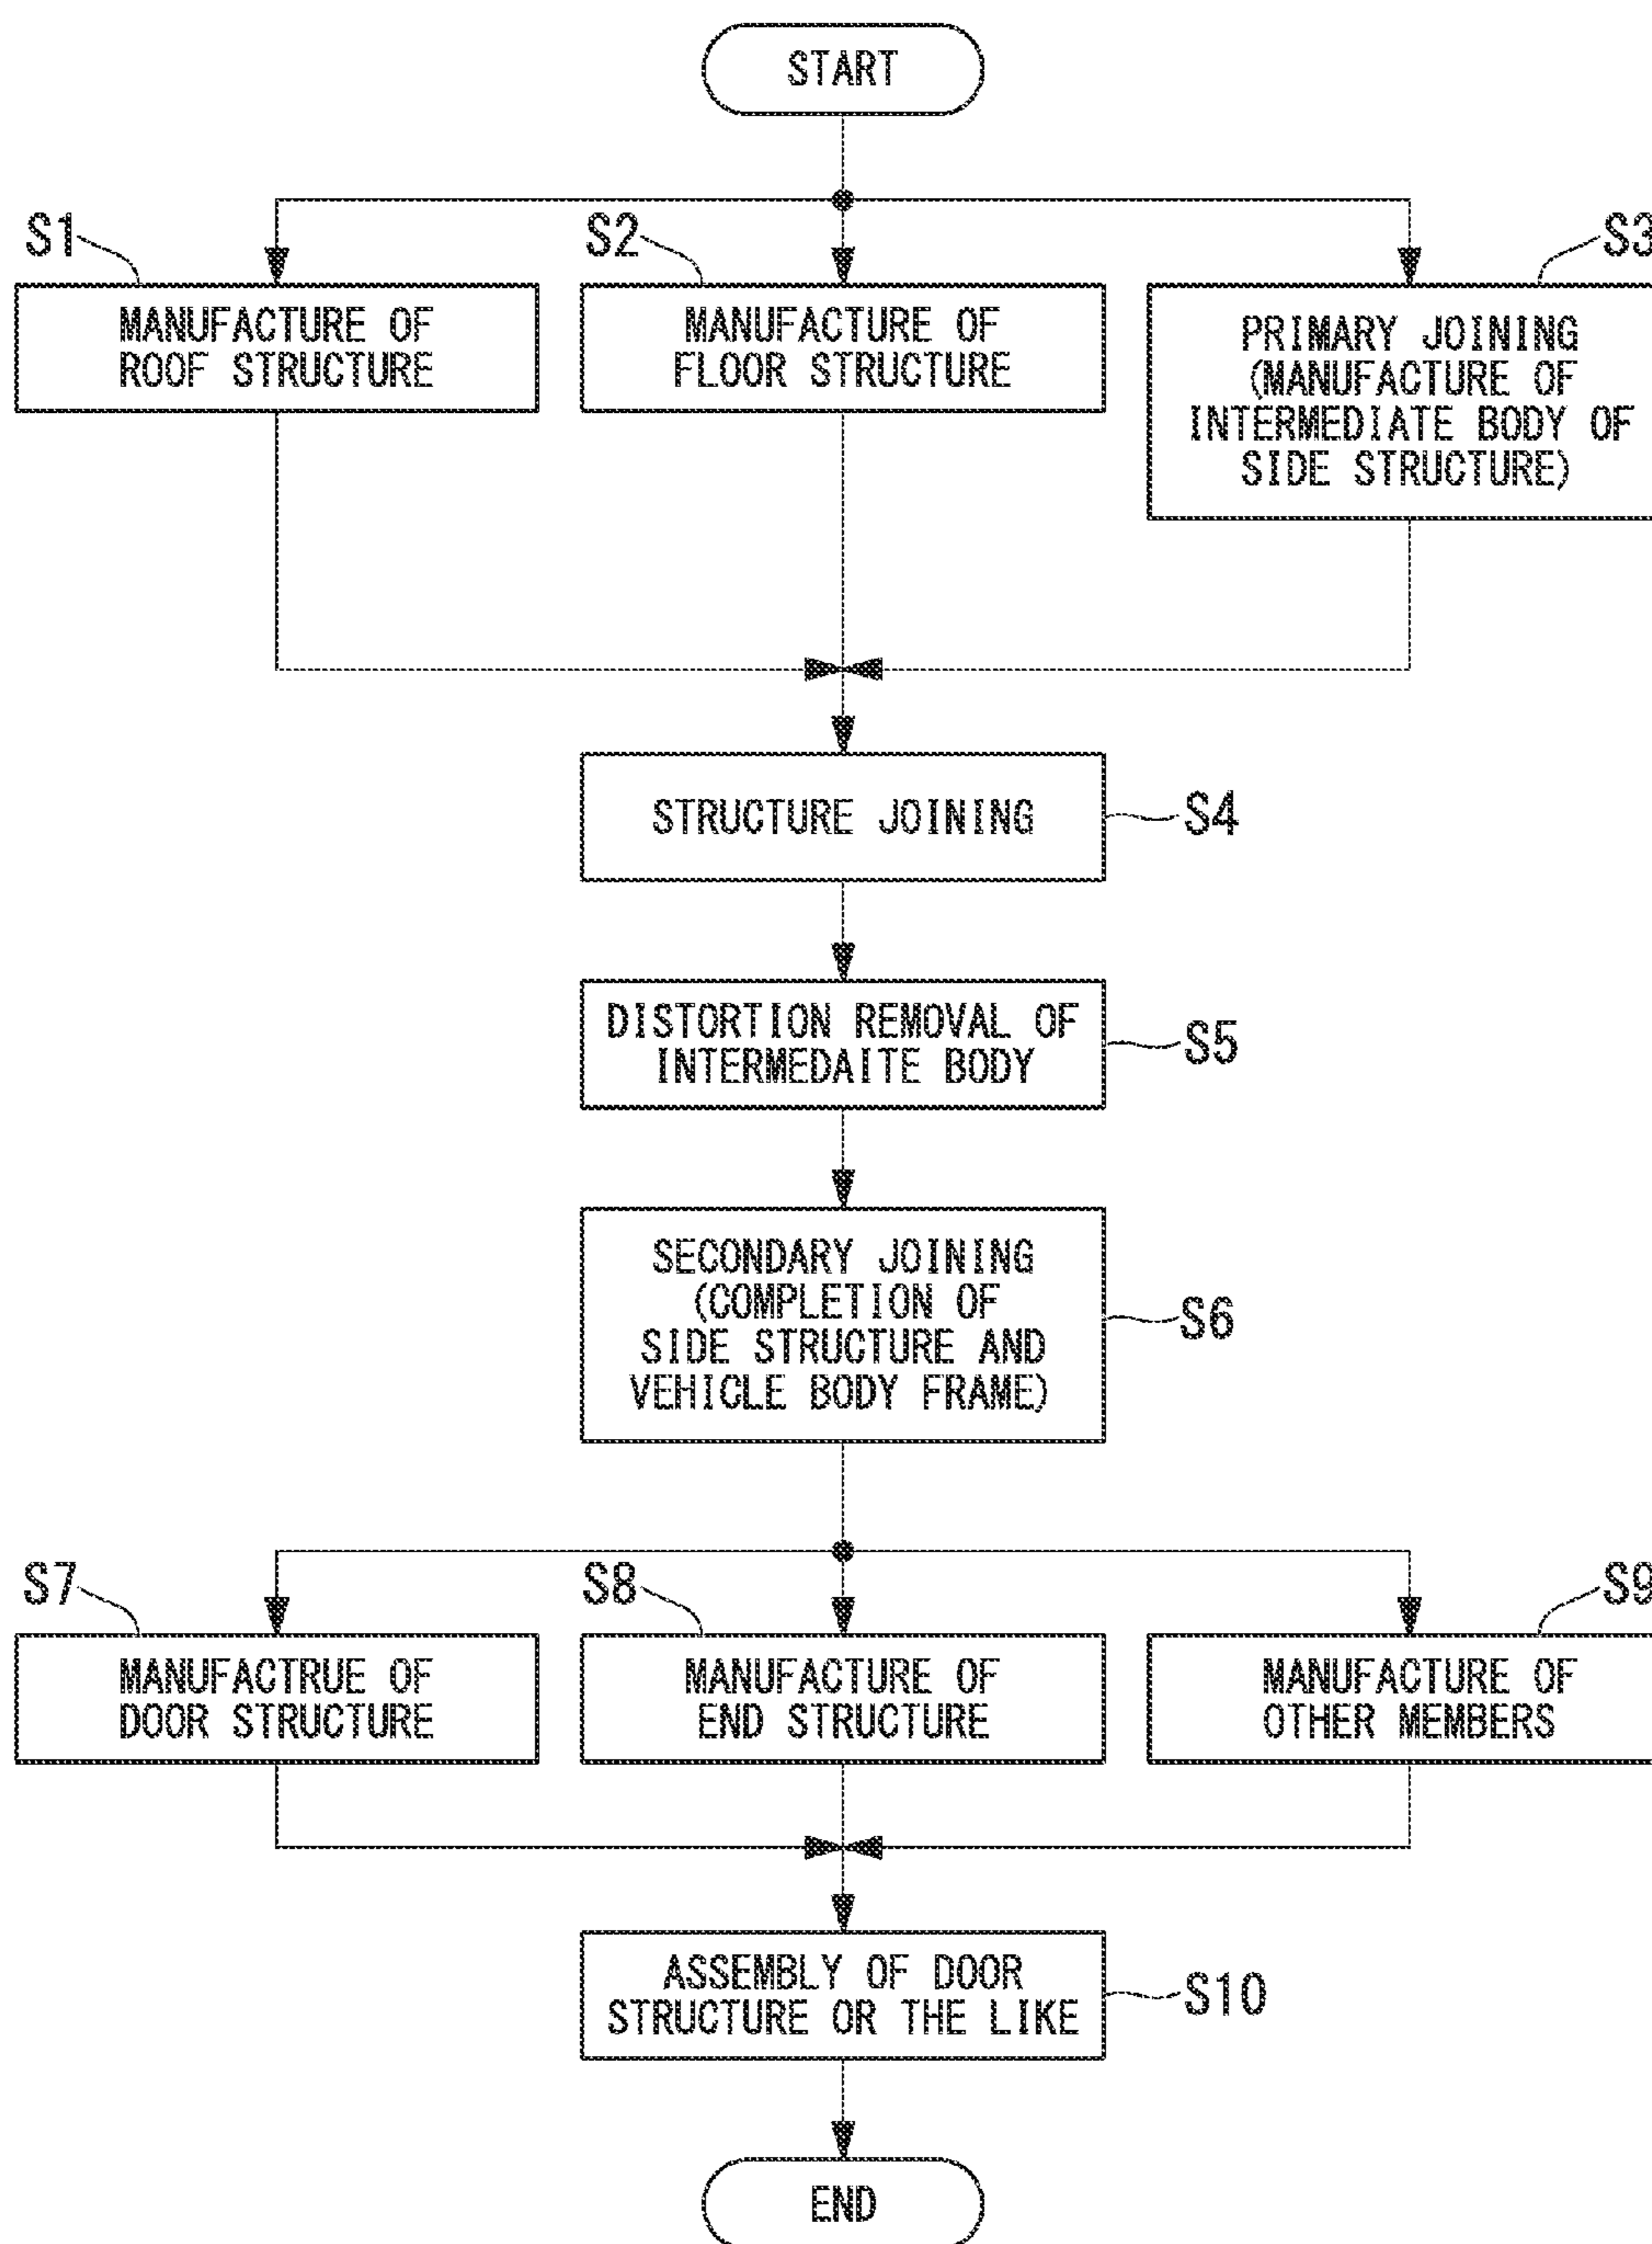 START
S1
S2
S3
MANUFACTURE OF
ROOF STRUCTURE
MANUFACTURE OF
FLOOR STRUCTURE
PRIMARY JOINING
(MANUFACTURE OF
INTERMEDIATE BODY OF
SIDE STRUCTURE)
STRUCTURE JOINING
S4
DISTORTION REMOVAL OF
INTERMEDAITE BODY
S5
SECONDARY JOINING
(COMPLETION OF
SIDE STRUCTURE AND
VEHICLE BODY FRAME)
S6
S7
S8
S9
MANUFACTRUE OF
DOOR STRUCTURE
MANUFACTURE OF
END STRUCTURE
MANUFACTURE OF
OTHER MEMBERS
ASSEMBLY OF DOOR
STRUCTURE OR THE LIKE
S10
END